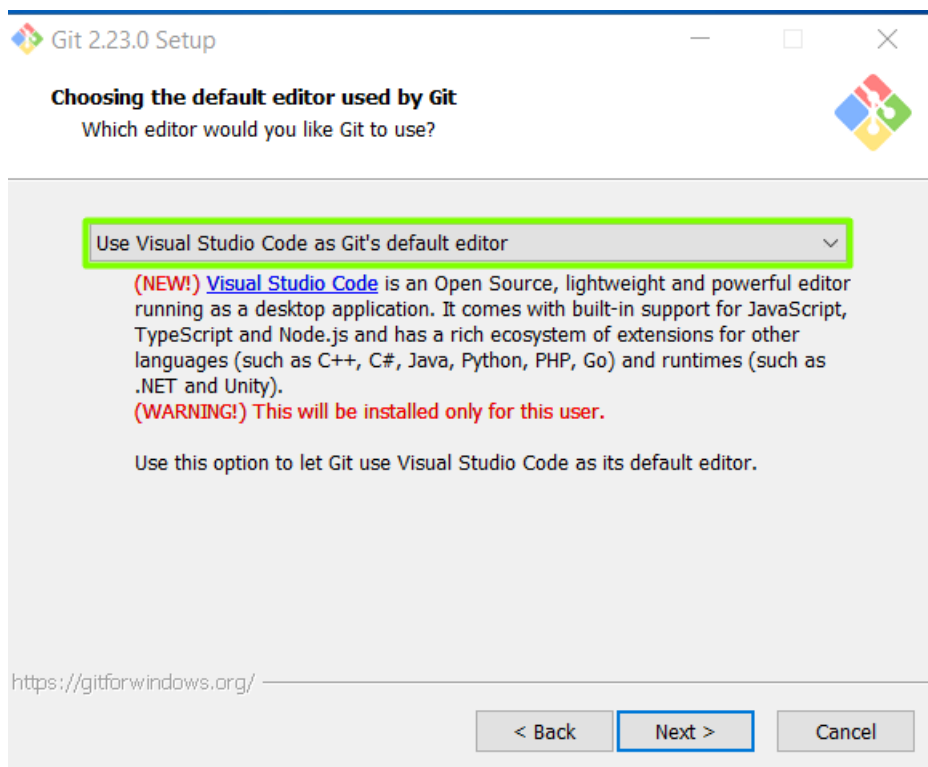 Git 2.23.0 Setup
Choosing the default editor used by Git
Which editor would you like Git to use?
Use Visual Studio Code as Git's default editor
(NEW!) Visual Studio Code is an Open Source, lightweight and powerful editor
running as a desktop application. It comes with built-in support for JavaScript,
TypeScript and Node.js and has a rich ecosystem of extensions for other
languages (such as C++, C#, Java, Python, PHP, Go) and runtimes (such as
.NET and Unity).
(WARNING!) This will be installed only for this user.
Use this option to let Git use Visual Studio Code as its default editor.
https://gitforwindows.org/
< Back Next > Cancel